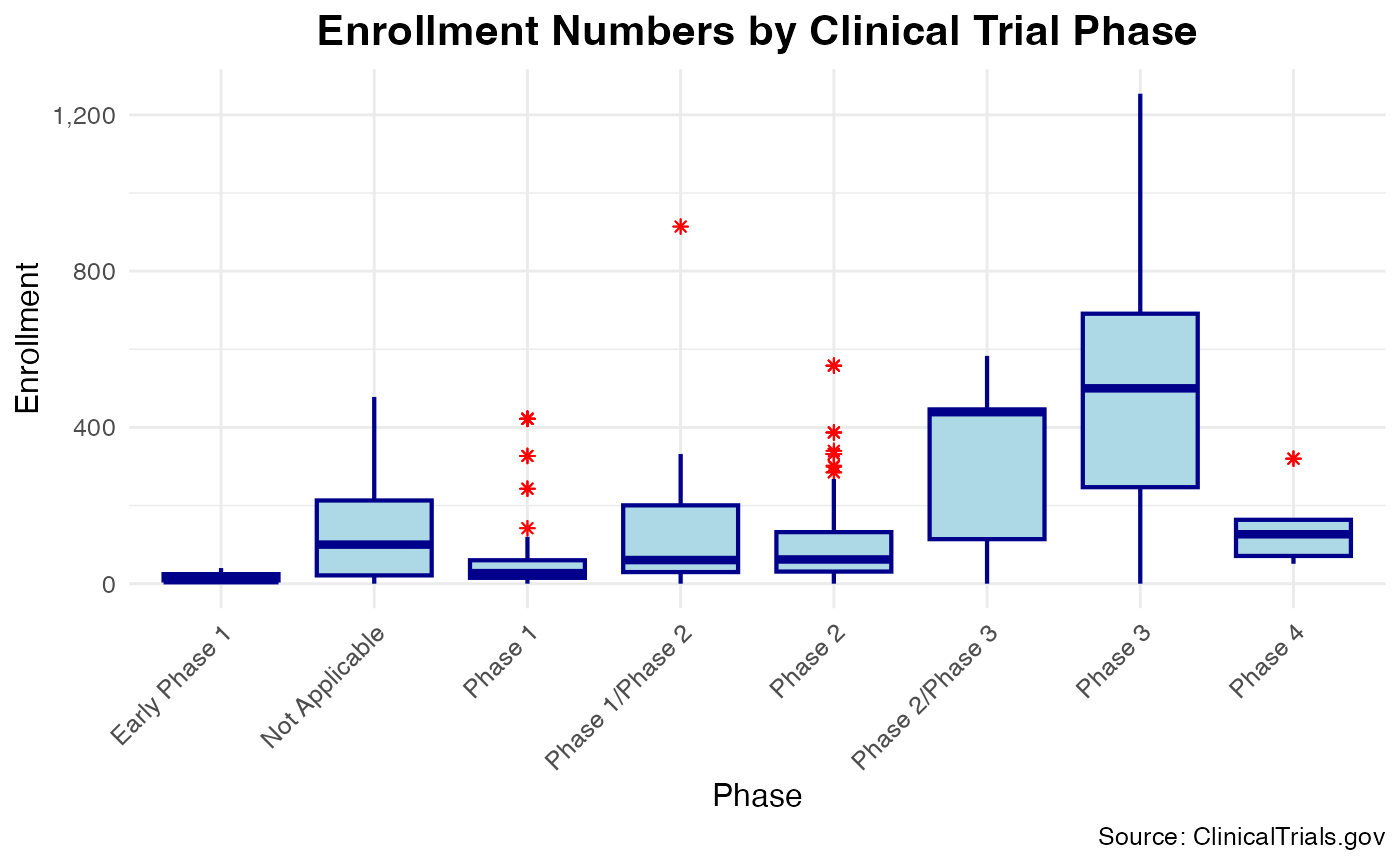 Enrollment Numbers by Clinical Trial Phase
Enrollment
1,200
800
400
0
Early Phase 1
Not Applicable
Phase 1
Phase 1/Phase 2
Phase 2
Phase 2/Phase 3
Phase 3
Phase 4
Phase
Source: ClinicalTrials.gov